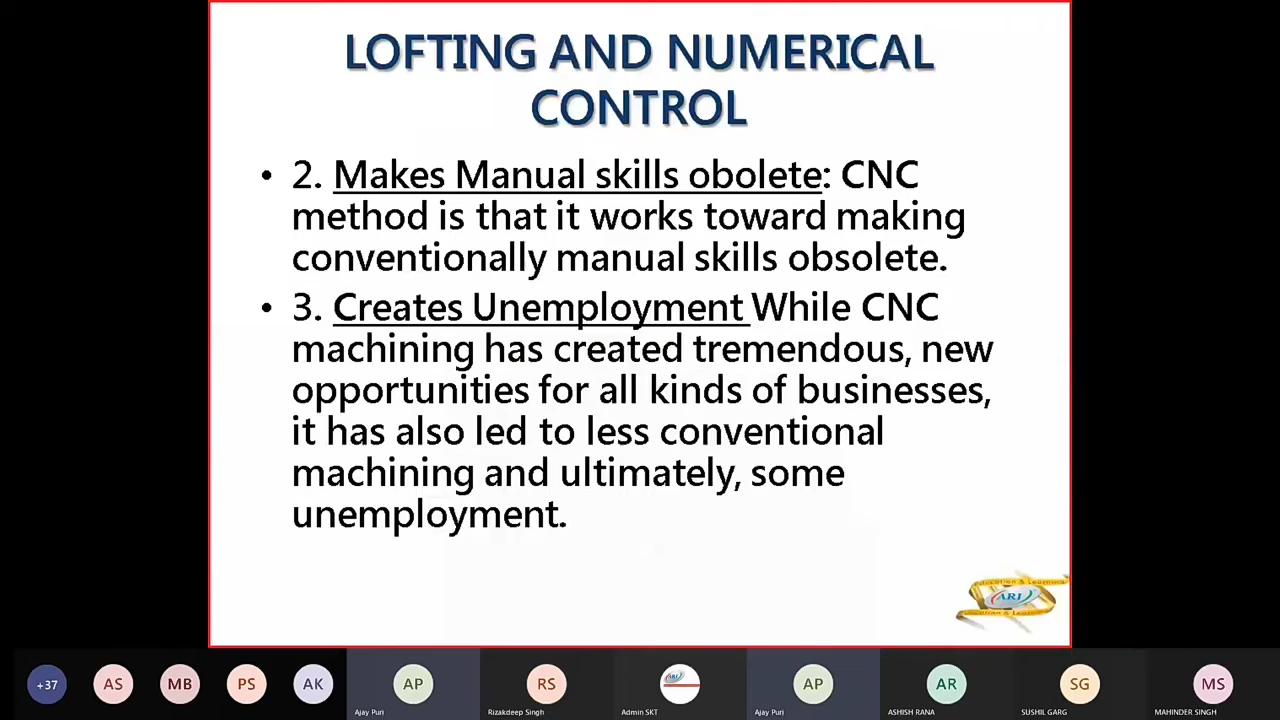 LOFTING AND NUMERICAL
CONTROL
• 2. Makes Manual skills obolete: CNC
method is that it works toward making
conventionally manual skills obsolete.
• 3. Creates Unemployment While CNC
machining has created tremendous, new
opportunities for all kinds of businesses,
it has also led to less conventional
machining and ultimately, some
unemployment.
Education & Learning
ARI
+37 AS MB PS AK AP RS AP AR SG MS
Ajay Puri Rizakdeep Singh Admin SKT Ajay Puri ASHISH RANA SUSHIL GARG MAHINDER SINGH